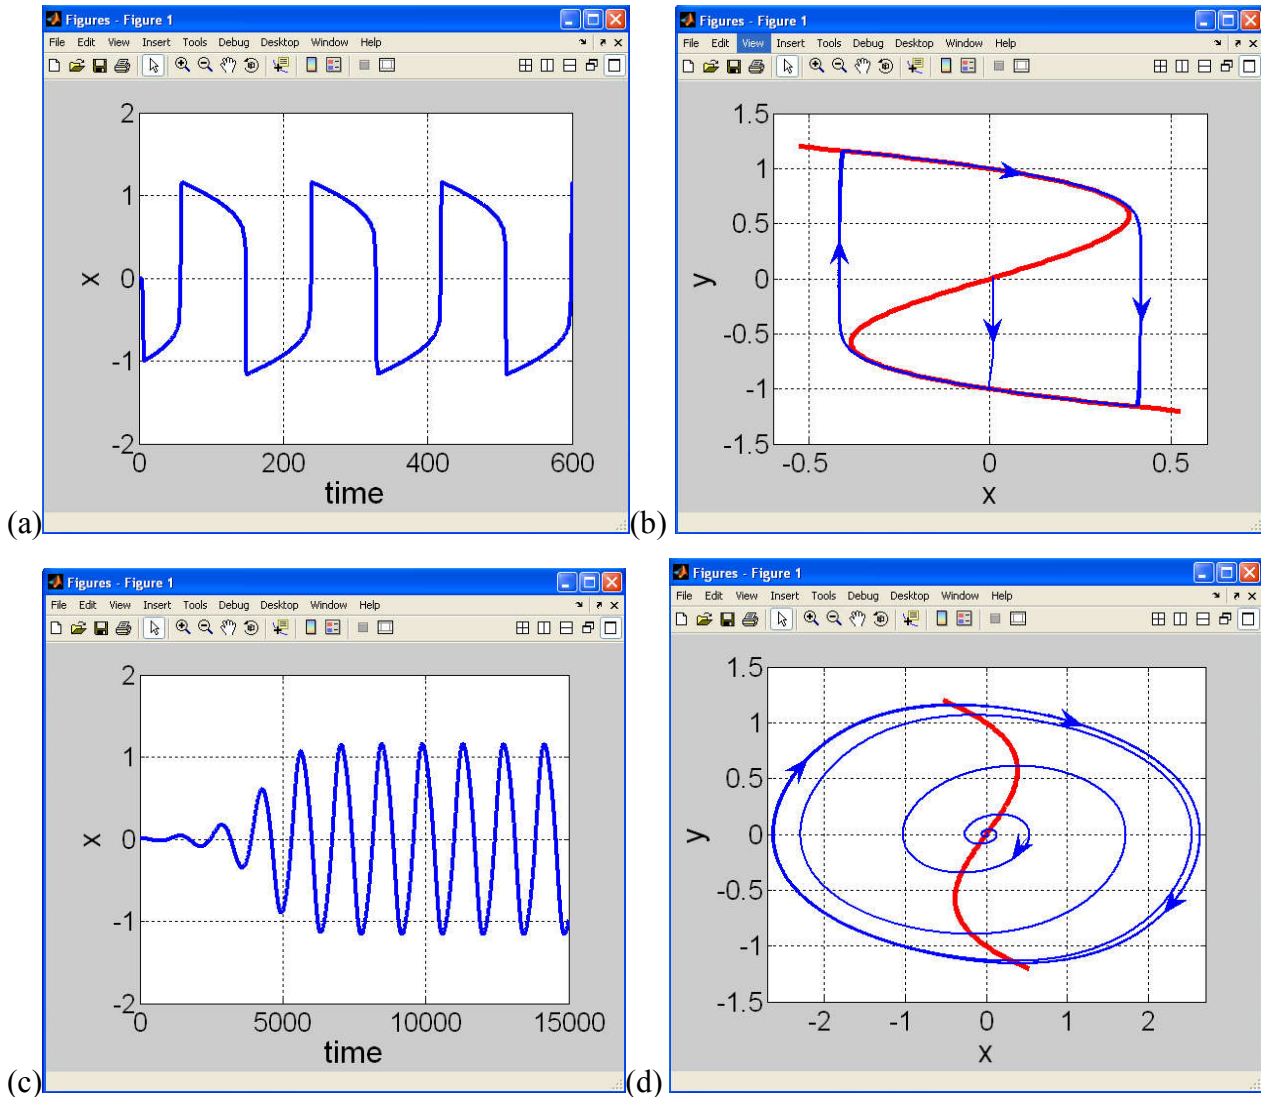 Figures - Figure 1
File Edit View Insert Tools Debug Desktop Window Help
2
1
0
-1
-2
x
0 200 400 600
time
(a)
Figures - Figure 1
File Edit View Insert Tools Debug Desktop Window Help
1.5
1
0.5
0
-0.5
-1
-1.5
y
-0.5 0 0.5
x
(b)
Figures - Figure 1
File Edit View Insert Tools Debug Desktop Window Help
2
1
0
-1
-2
x
0 5000 10000 15000
time
(c)
Figures - Figure 1
File Edit View Insert Tools Debug Desktop Window Help
1.5
1
0.5
0
-0.5
-1
-1.5
y
-2 -1 0 1 2
x
(d)